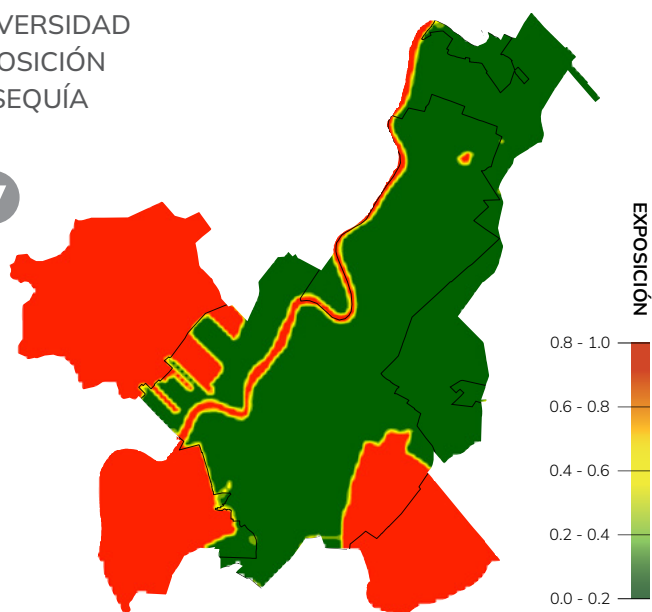 VERSIDAD
OSICIÓN
SEQUÍA
EXPOSICIÓN
0.8 - 1.0
0.6 - 0.8
0.4 - 0.6
0.2 - 0.4
0.0 - 0.2